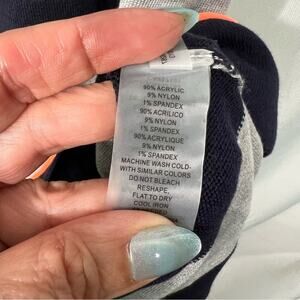 90% ACRYLIC
9% NYLON
1% SPANDEX
90% ACRILICO
9% NYLON
1% SPANDEX
90% ACRYLIQUE
9% NYLON
1% SPANDEX
MACHINE WASH COLD-
WITH SIMILAR COLORS
DO NOT BLEACH
RESHAPE,
FLAT TO DRY
COOL IRON